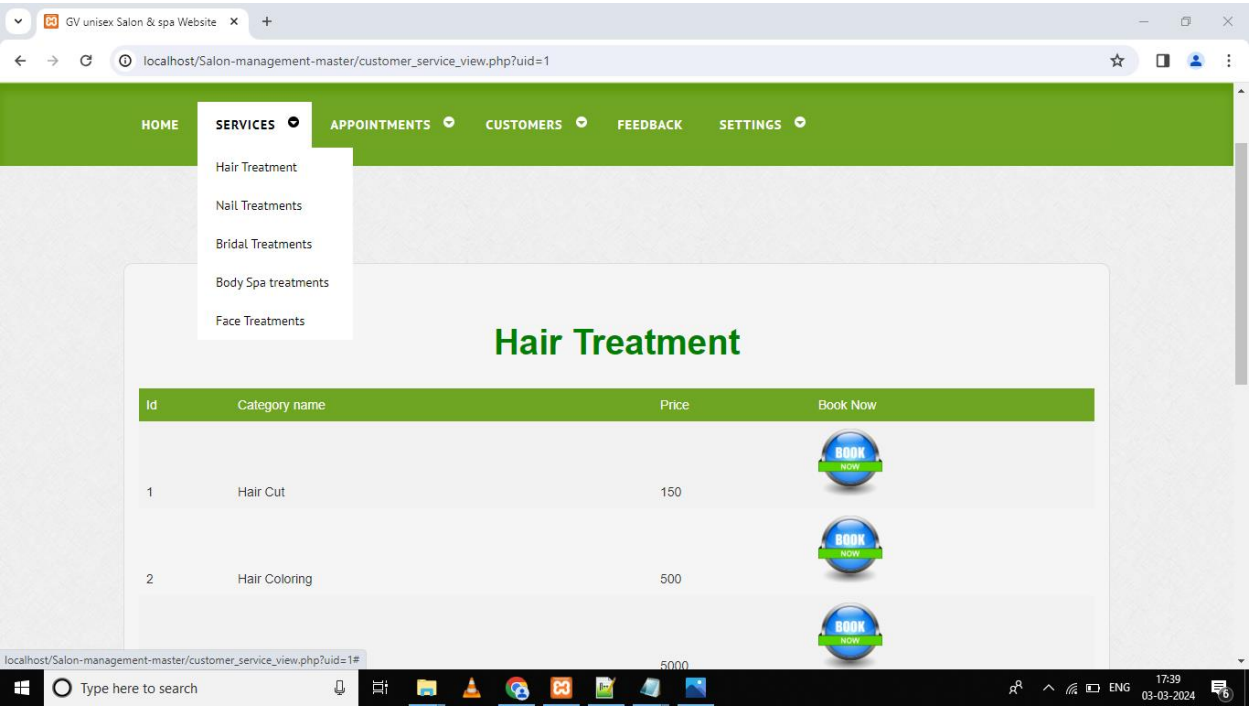 GV unisex Salon & spa Website
localhost/Salon-management-master/customer_service_view.php?uid=1
HOME SERVICES APPOINTMENTS CUSTOMERS FEEDBACK SETTINGS
Hair Treatment
Nail Treatments
Bridal Treatments
Body Spa treatments
Face Treatments
Hair Treatment
Id Category name Price Book Now
BOOK
NOW
1 Hair Cut 150
BOOK
NOW
2 Hair Coloring 500
BOOK
NOW
5000
localhost/Salon-management-master/customer_service_view.php?uid=1#
Type here to search
ENG
17:39
03-03-2024
6